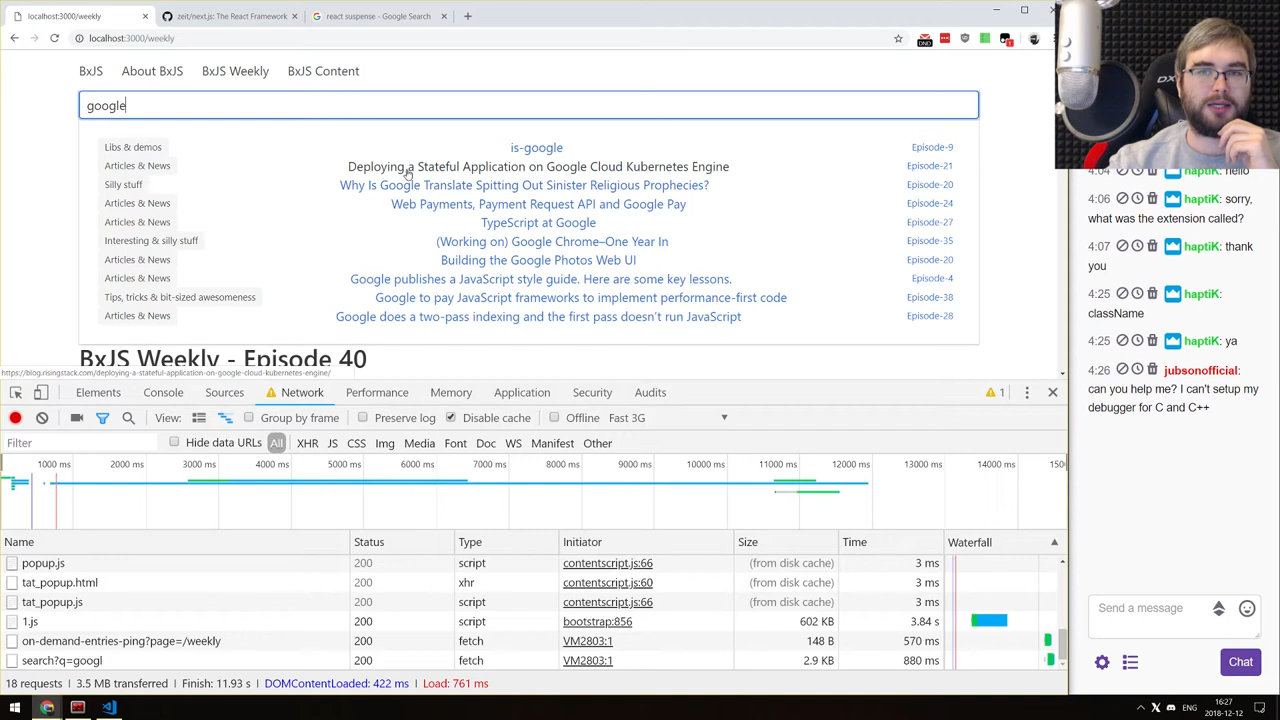 localhost:3000/weekly
zeit/next.js: The React Framework
react suspense - Google Search
localhost:3000/weekly
DND
1
BxJS
About BxJS
BxJS Weekly
BxJS Content
google
Libs & demos
is-google
Episode-9
Articles & News
Deploying a Stateful Application on Google Cloud Kubernetes Engine
Episode-21
Silly stuff
Why Is Google Translate Spitting Out Sinister Religious Prophecies?
Episode-20
Articles & News
Web Payments, Payment Request API and Google Pay
Episode-24
Articles & News
TypeScript at Google
Episode-27
Interesting & silly stuff
(Working on) Google Chrome–One Year In
Episode-35
Articles & News
Building the Google Photos Web UI
Episode-20
Articles & News
Google publishes a JavaScript style guide. Here are some key lessons.
Episode-4
Tips, tricks & bit-sized awesomeness
Google to pay JavaScript frameworks to implement performance-first code
Episode-38
Articles & News
Google does a two-pass indexing and the first pass doesn't run JavaScript
Episode-28
BxJS Weekly - Episode 40
https://blog.risingstack.com/deploying-a-stateful-application-on-google-cloud-kubernetes-engine/
Elements
Console
Sources
Network
Performance
Memory
Application
Security
Audits
1
View:
Group by frame
Preserve log
Disable cache
Offline
Fast 3G
Filter
Hide data URLs
All
XHR
JS
CSS
Img
Media
Font
Doc
WS
Manifest
Other
1000 ms
2000 ms
3000 ms
4000 ms
5000 ms
6000 ms
7000 ms
8000 ms
9000 ms
10000 ms
11000 ms
12000 ms
13000 ms
14000 ms
150
Name
Status
Type
Initiator
Size
Time
Waterfall
popup.js
200
script
contentscript.js:66
(from disk cache)
3 ms
tat_popup.html
200
xhr
contentscript.js:60
(from disk cache)
3 ms
tat_popup.js
200
script
contentscript.js:66
(from disk cache)
3 ms
1.js
200
script
bootstrap:856
602 KB
3.84 s
on-demand-entries-ping?page=/weekly
200
fetch
VM2803:1
148 B
570 ms
search?q=googl
200
fetch
VM2803:1
2.9 KB
880 ms
18 requests
3.5 MB transferred
Finish: 11.93 s
DOMContentLoaded: 422 ms
Load: 761 ms
DX
4:04
hello
4:06 haptiK: sorry,
what was the extension called?
4:07 haptiK: thank
you
4:25 haptiK:
className
4:25 haptiK: ya
4:26 jubsonofficial:
can you help me? I can't setup my
debugger for C and C++
Send a message
Chat
ENG
16:27
2018-12-12